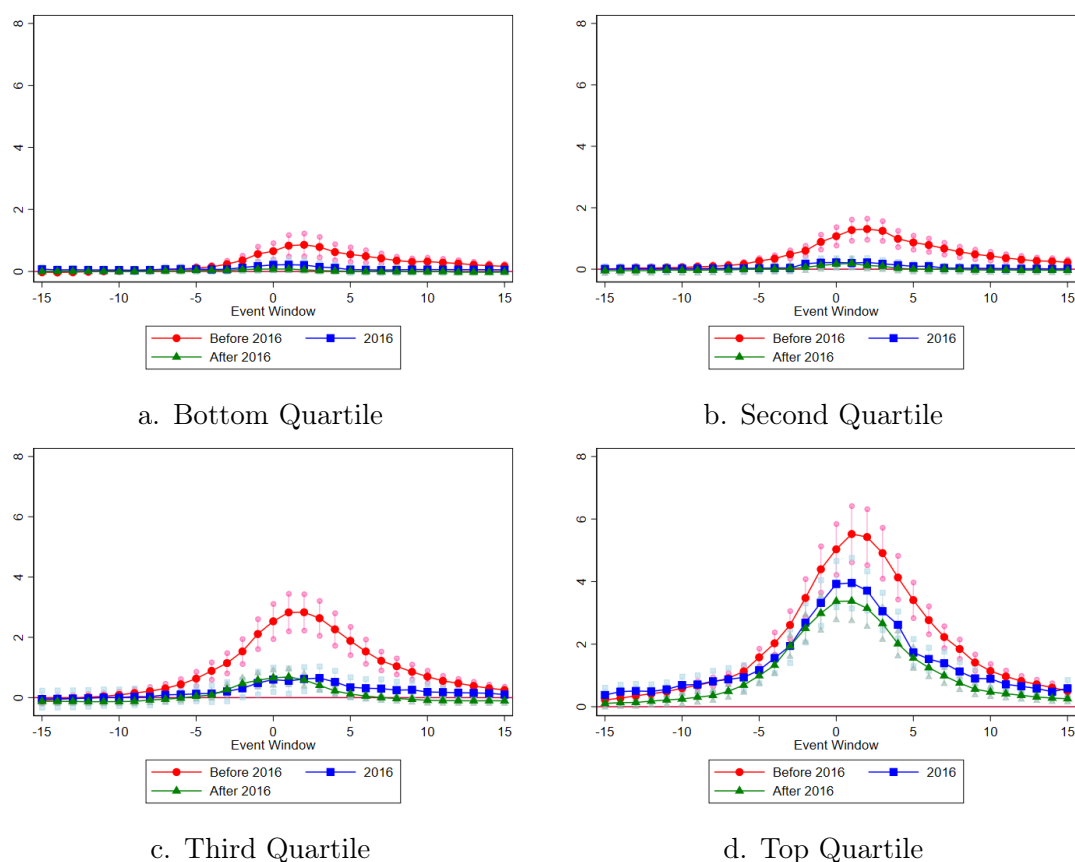 8
6
4
2
0
-15 -10 -5 0 5 10 15
Event Window
Before 2016 2016
After 2016
a. Bottom Quartile
8
6
4
2
0
-15 -10 -5 0 5 10 15
Event Window
Before 2016 2016
After 2016
b. Second Quartile
8
6
4
2
0
-15 -10 -5 0 5 10 15
Event Window
Before 2016 2016
After 2016
c. Third Quartile
8
6
4
2
0
-15 -10 -5 0 5 10 15
Event Window
Before 2016 2016
After 2016
d. Top Quartile